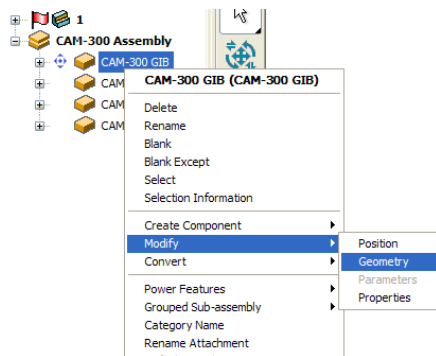 1
CAM-300 Assembly
CAM-300 GIB
CAM
CAM
CAM
CAM-300 GIB (CAM-300 GIB)
Delete
Rename
Blank
Blank Except
Select
Selection Information
Create Component
Modify
Convert
Power Features
Grouped Sub-assembly
Category Name
Rename Attachment
Position
Geometry
Parameters
Properties